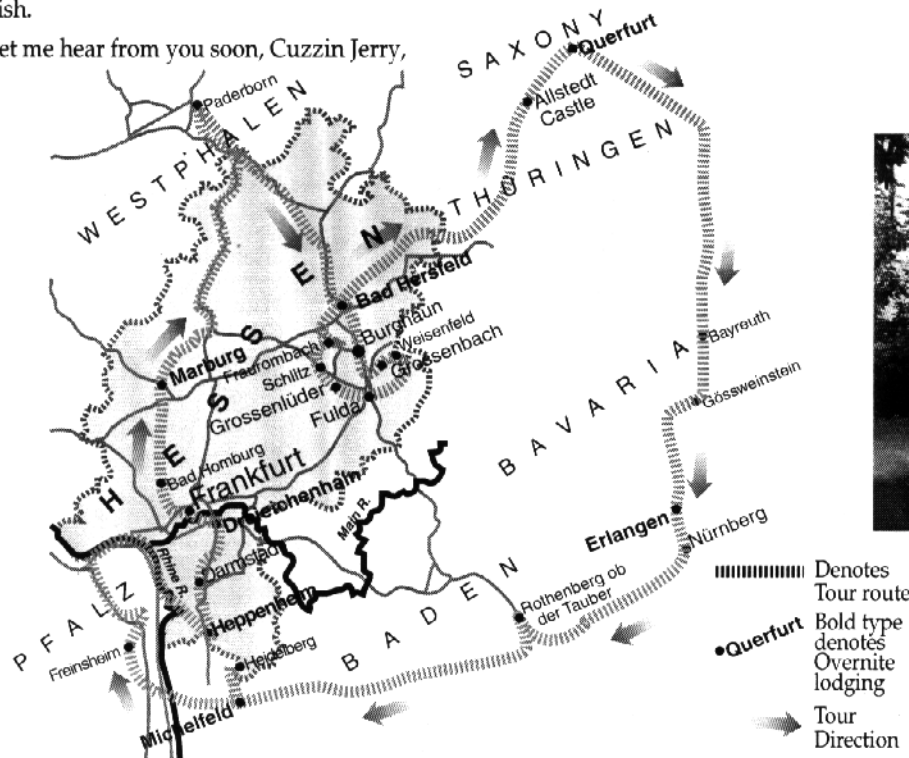 ish.
et me hear from you soon, Cuzzin Jerry,
SAXONY
Querfurt
Allstedt
Castle
THÜRINGEN
Paderborn
WESTPHALEN
HESSEN
Bad Hersfeld
Burghaun
Weisenfeld
Fraurombach
Grossenbach
Schlitz
Grossenlüder
Fulda
Marburg
Bad Homburg
Frankfurt
Dreieichenhain
Main R.
Rhine R.
Darmstadt
Heppenheim
PFALZ
Freinsheim
Heidelberg
Michelfeld
BADEN
BAVARIA
Bayreuth
Gössweinstein
Erlangen
Nürnberg
Rothenberg ob
der Tauber
Denotes
Tour route
Querfurt
Bold type
denotes
Overnite
lodging
Tour
Direction